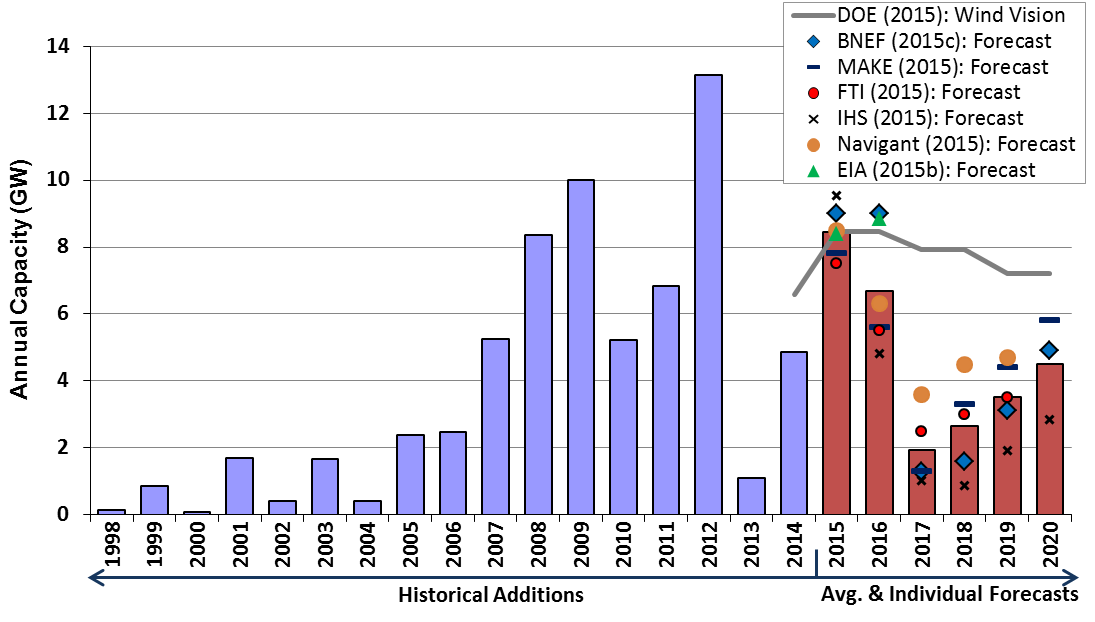 DOE (2015): Wind Vision
BNEF (2015c): Forecast
MAKE (2015): Forecast
FTI (2015): Forecast
IHS (2015): Forecast
Navigant (2015): Forecast
EIA (2015b): Forecast
Annual Capacity (GW)
14
12
10
8
6
4
2
0
1998 1999 2000 2001 2002 2003 2004 2005 2006 2007 2008 2009 2010 2011 2012 2013 2014 2015 2016 2017 2018 2019 2020
Historical Additions Avg. & Individual Forecasts